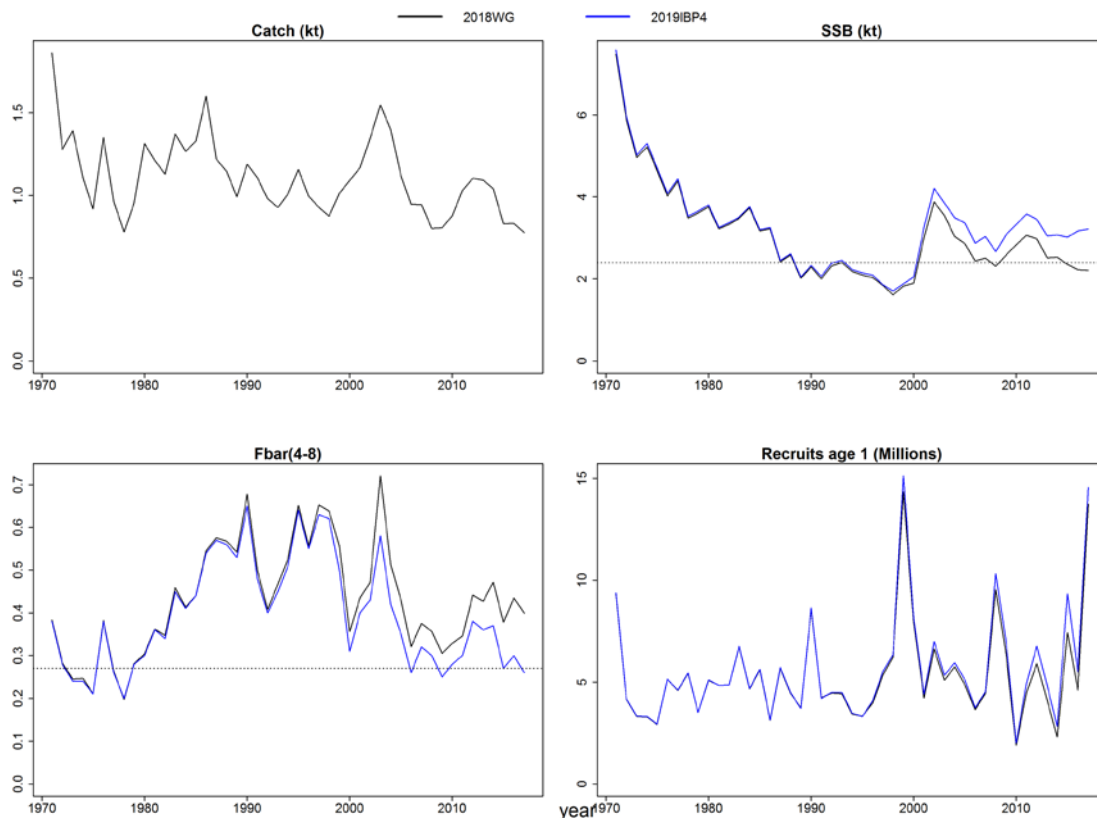 2018WG 2019IBP4
Catch (kt) SSB (kt)
0.0 0.5 1.0 1.5
1970 1980 1990 2000 2010
0 2 4 6
1970 1980 1990 2000 2010
Fbar(4-8) Recruits age 1 (Millions)
0.0 0.1 0.2 0.3 0.4 0.5 0.6 0.7
1970 1980 1990 2000 2010
0 5 10 15
1970 1980 1990 2000 2010
year